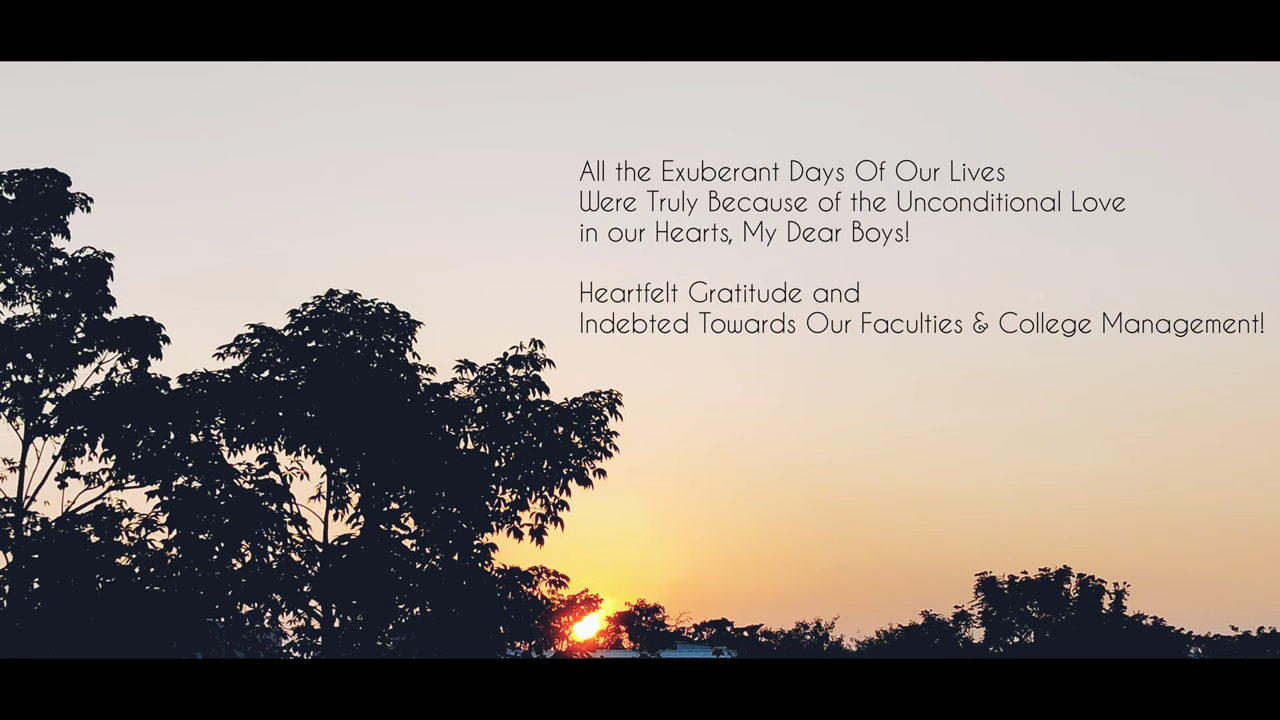 All the Exuberant Days Of Our Lives
Were Truly Because of the Unconditional Love
in our Hearts, My Dear Boys!
Heartfelt Gratitude and
Indebted Towards Our Faculties & College Management!